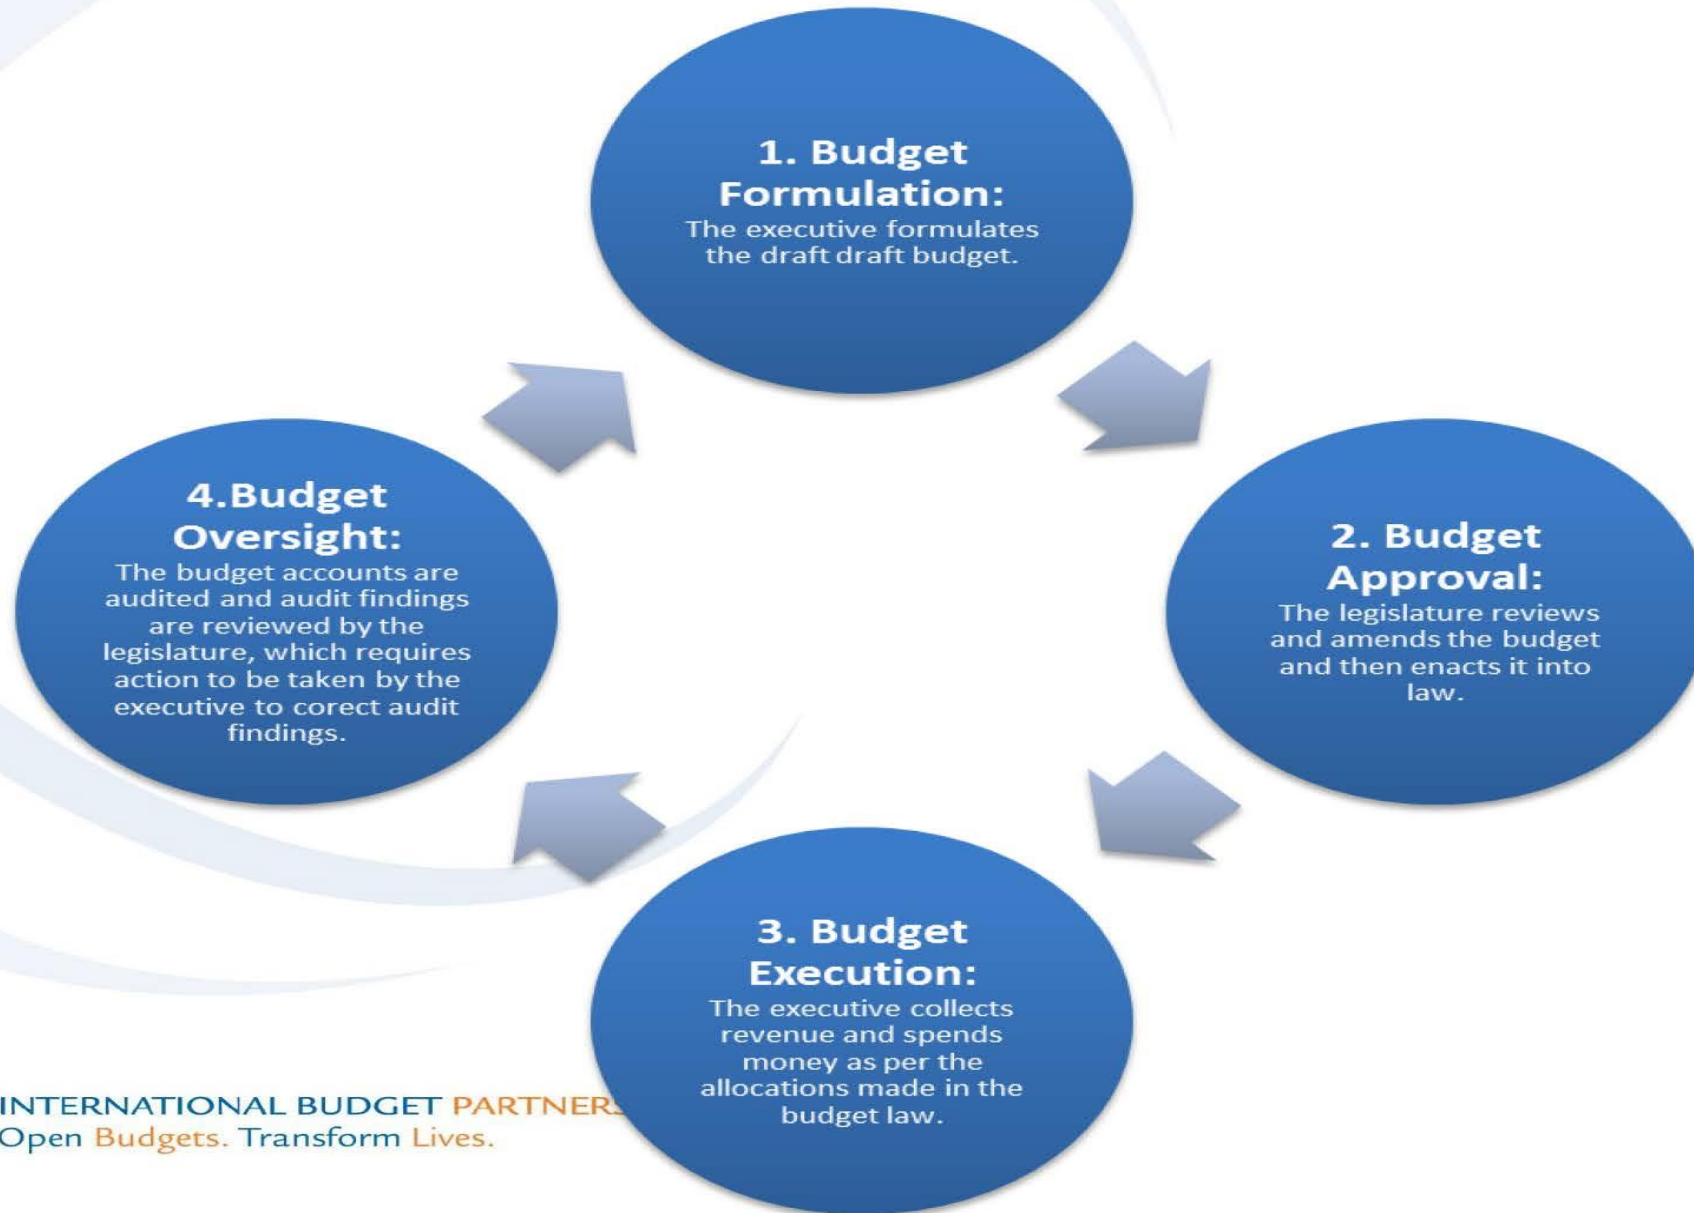 1. Budget
Formulation:
The executive formulates
the draft draft budget.
2. Budget
Approval:
The legislature reviews
and amends the budget
and then enacts it into
law.
3. Budget
Execution:
The executive collects
revenue and spends
money as per the
allocations made in the
budget law.
4.Budget
Oversight:
The budget accounts are
audited and audit findings
are reviewed by the
legislature, which requires
action to be taken by the
executive to corect audit
findings.
INTERNATIONAL BUDGET PARTNERS
Open Budgets. Transform Lives.